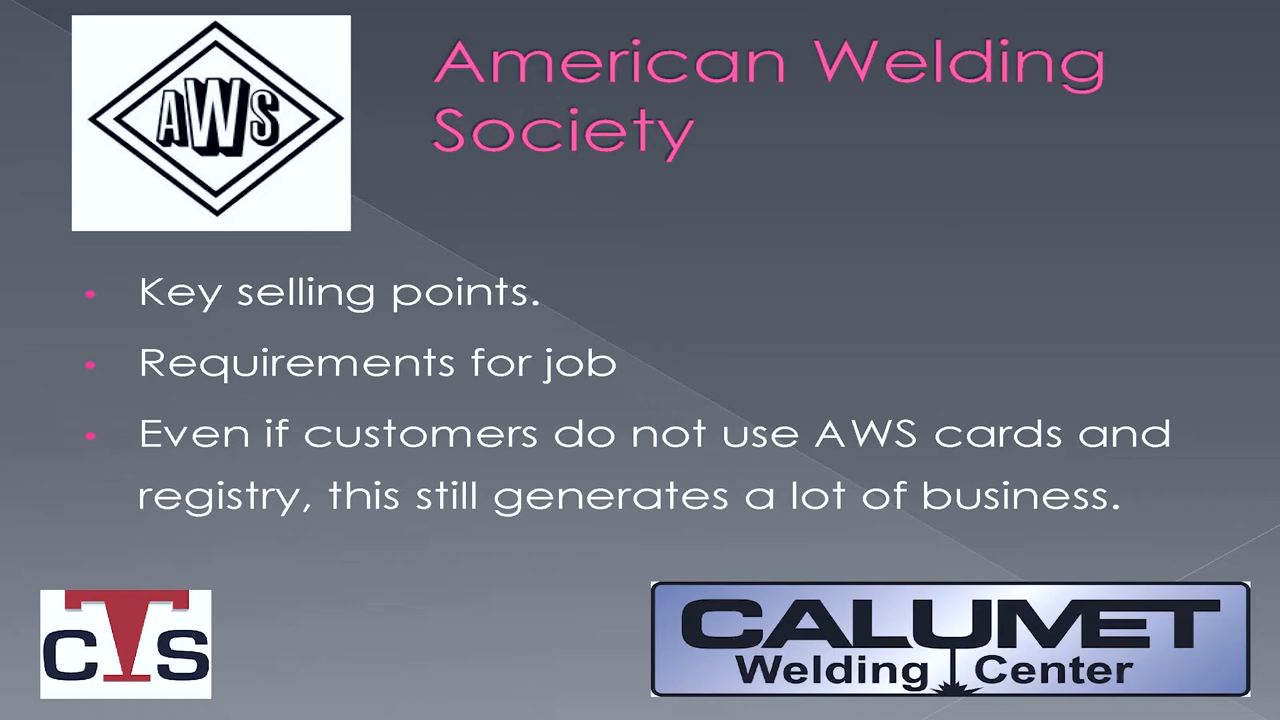 AWS
American Welding
Society
• Key selling points.
• Requirements for job
• Even if customers do not use AWS cards and
registry, this still generates a lot of business.
CTS
CALUMET
Welding Center